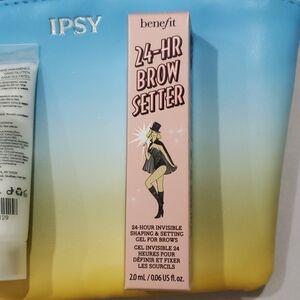 IPSY
benefit
24-HR
BROW
SETTER
24-HOUR INVISIBLE
SHAPING & SETTING
GEL FOR BROWS
GEL INVISIBLE 24
HEURES POUR
DÉFINIR ET FIXER
LES SOURCILS
2.0 mL / 0.06 US fl. oz.